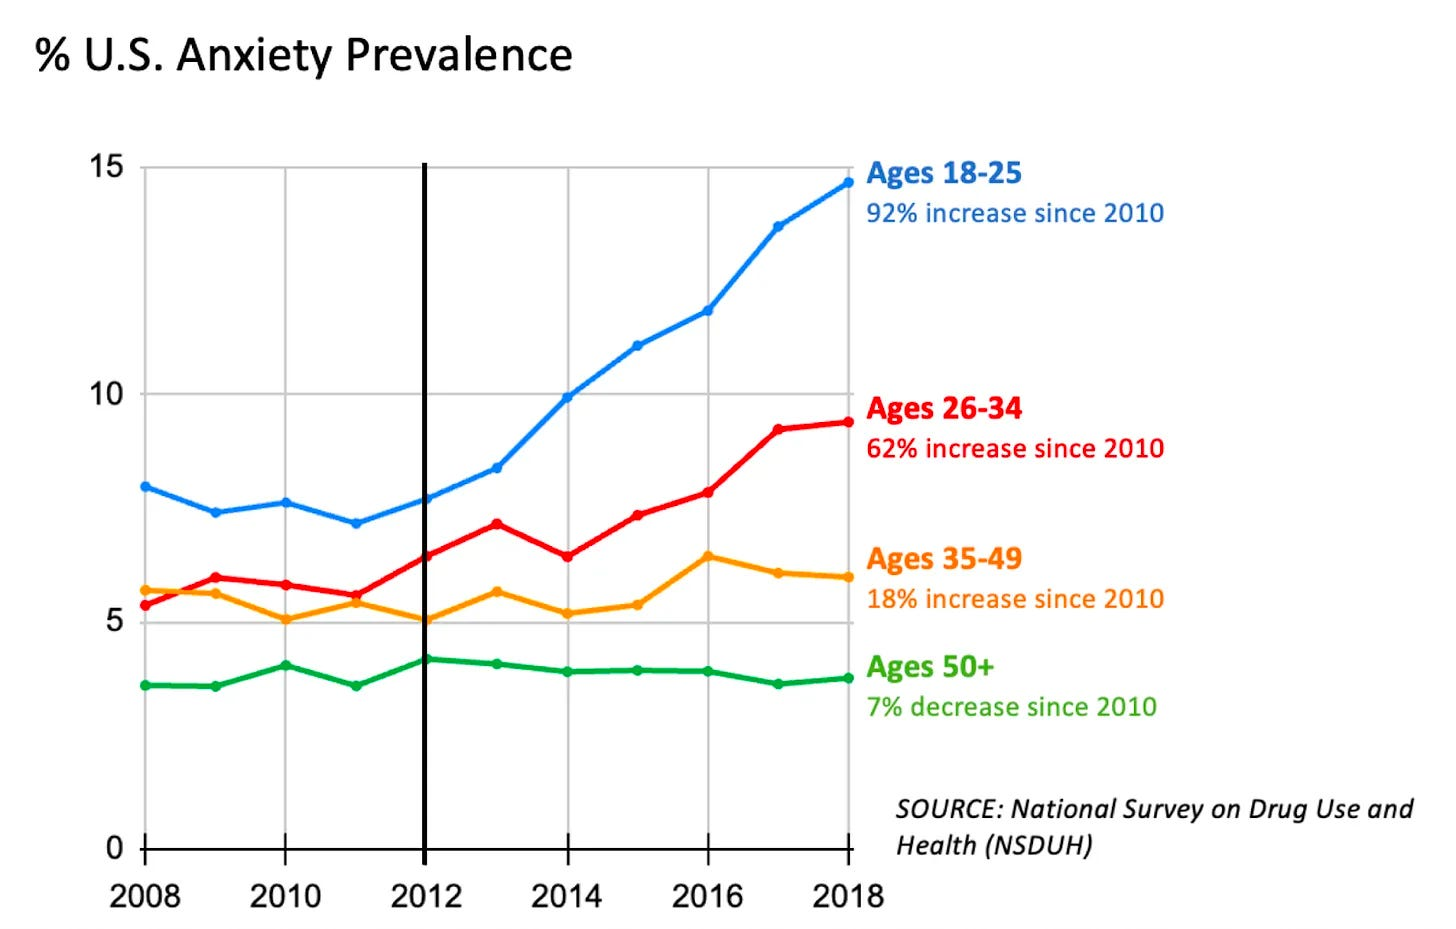 % U.S. Anxiety Prevalence
15
Ages 18-25
92% increase since 2010
10
Ages 26-34
62% increase since 2010
Ages 35-49
18% increase since 2010
5
Ages 50+
7% decrease since 2010
SOURCE: National Survey on Drug Use and
Health (NSDUH)
0
2008 2010 2012 2014 2016 2018